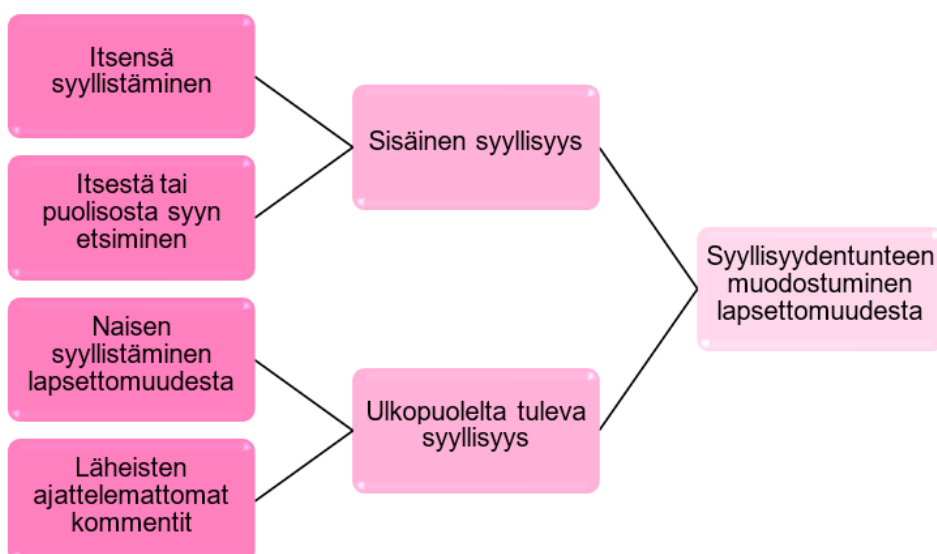 Itsensä
syyllistäminen
Itsestä tai
puolisosta syyn
etsiminen
Naisen
syyllistäminen
lapsettomuudesta
Läheisten
ajattelemattomat
kommentit
Sisäinen syyllisyys
Ulkopuolelta tuleva
syyllisyys
Syyllisyydentunteen
muodostuminen
lapsettomuudesta